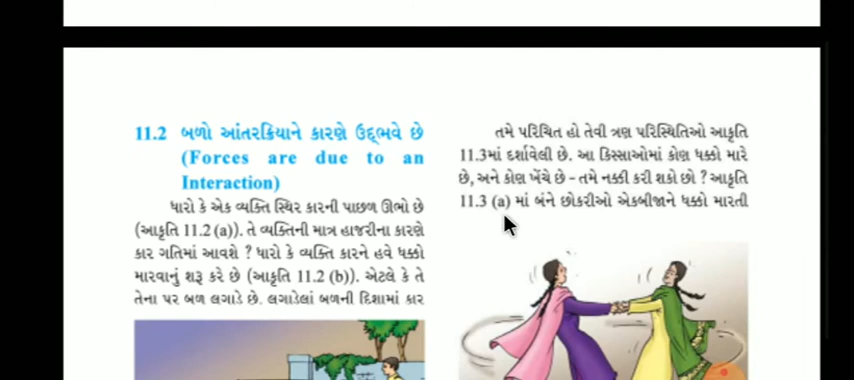 11.2 બળો આંતરક્રિયાને કારણે ઉદ્ભવે છે
(Forces are due to an
Interaction)
ધારો કે એક વ્યક્તિ સ્થિર કારની પાછળ ઊભો છે
(આકૃતિ 11.2 (a)). તે વ્યક્તિની માત્ર હાજરીના કારણે
કાર ગતિમાં આવશે ? ધારો કે વ્યક્તિ કારને હવે ધક્કો
મારવાનું શરૂ કરે છે (આકૃતિ 11.2 (b)). એટલે કે તે
તેના પર બળ લગાડે છે. લગાડેલાં બળની દિશામાં કાર
તમે પરિચિત હો તેવી ત્રણ પરિસ્થિતિઓ આકૃતિ
11.3માં દર્શાવેલી છે. આ કિસ્સાઓમાં કોણ ધક્કો મારે
છે, અને કોણ ખેંચે છે – તમે નક્કી કરી શકો છો ? આકૃતિ
11.3 (a) માં બંને છોકરીઓ એકબીજાને ધક્કો મારતી